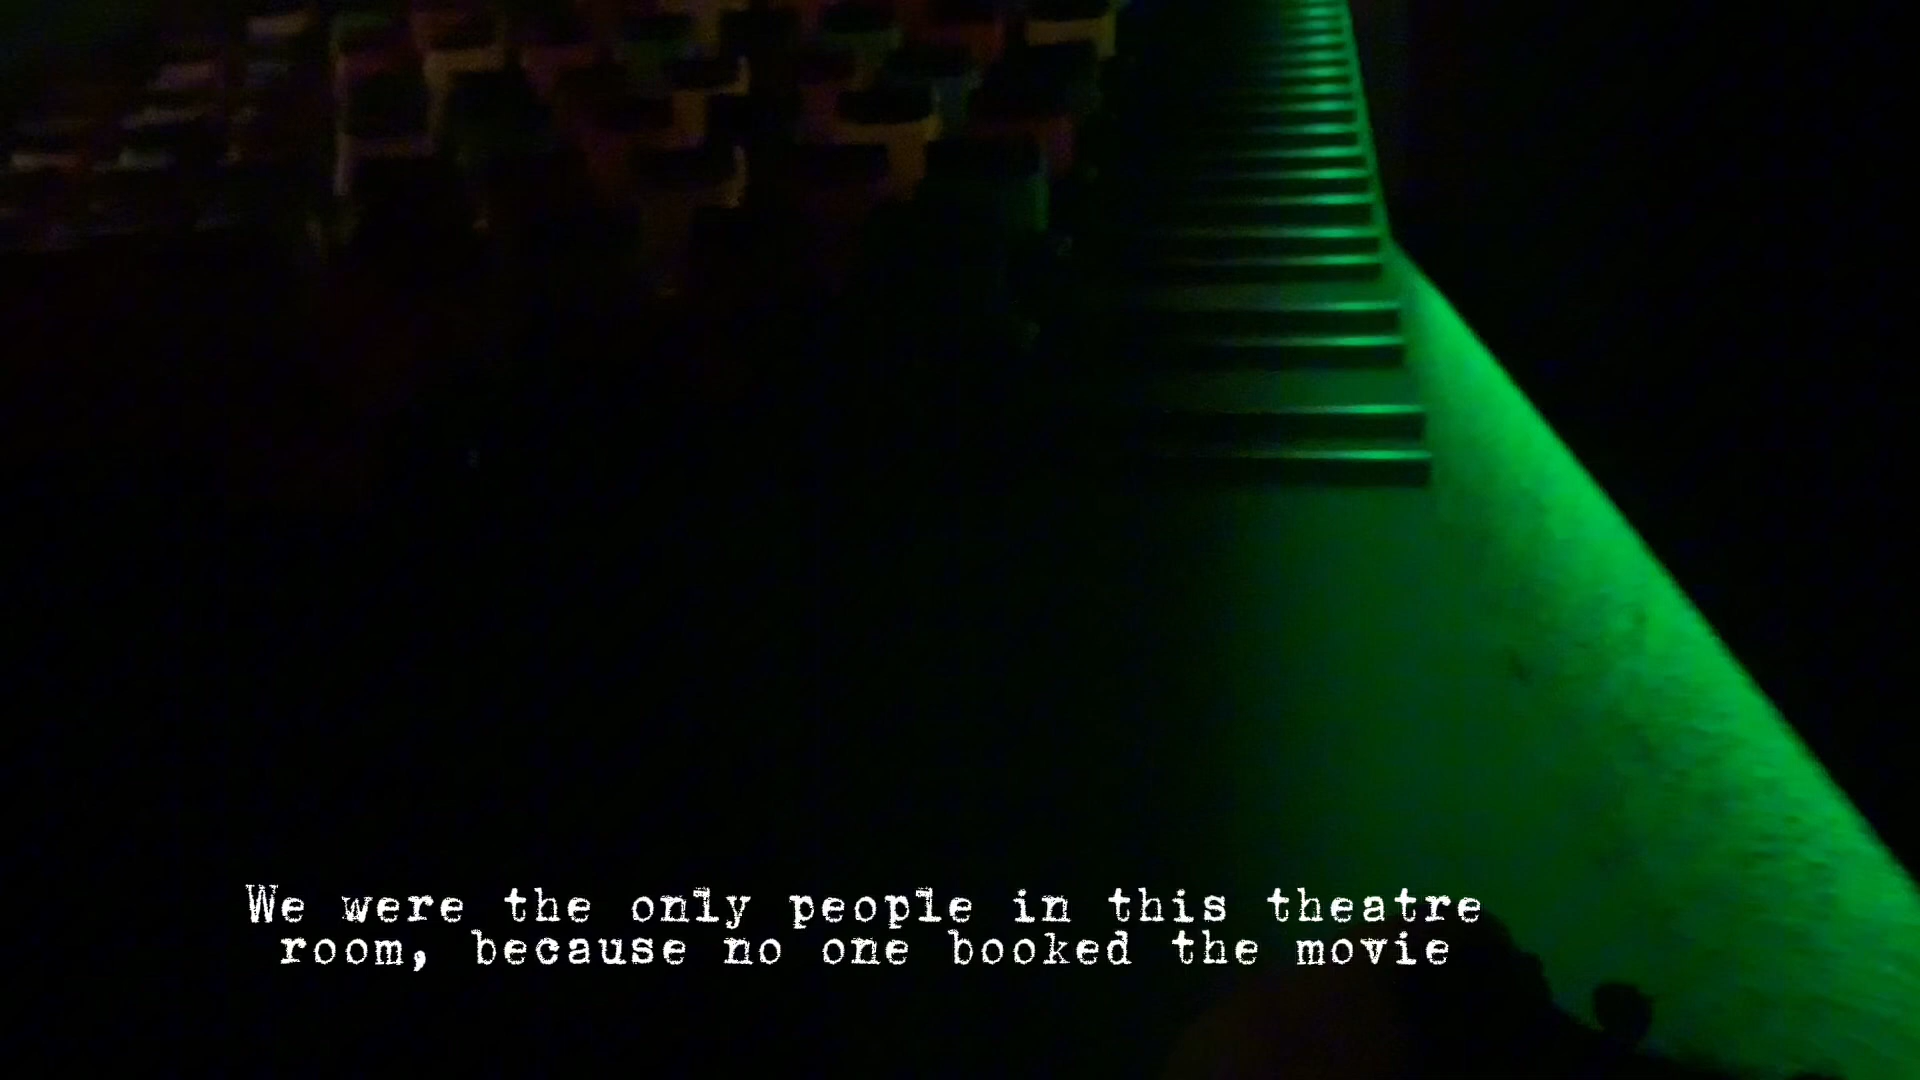 We were the only people in this theatre
room, because no one booked the movie